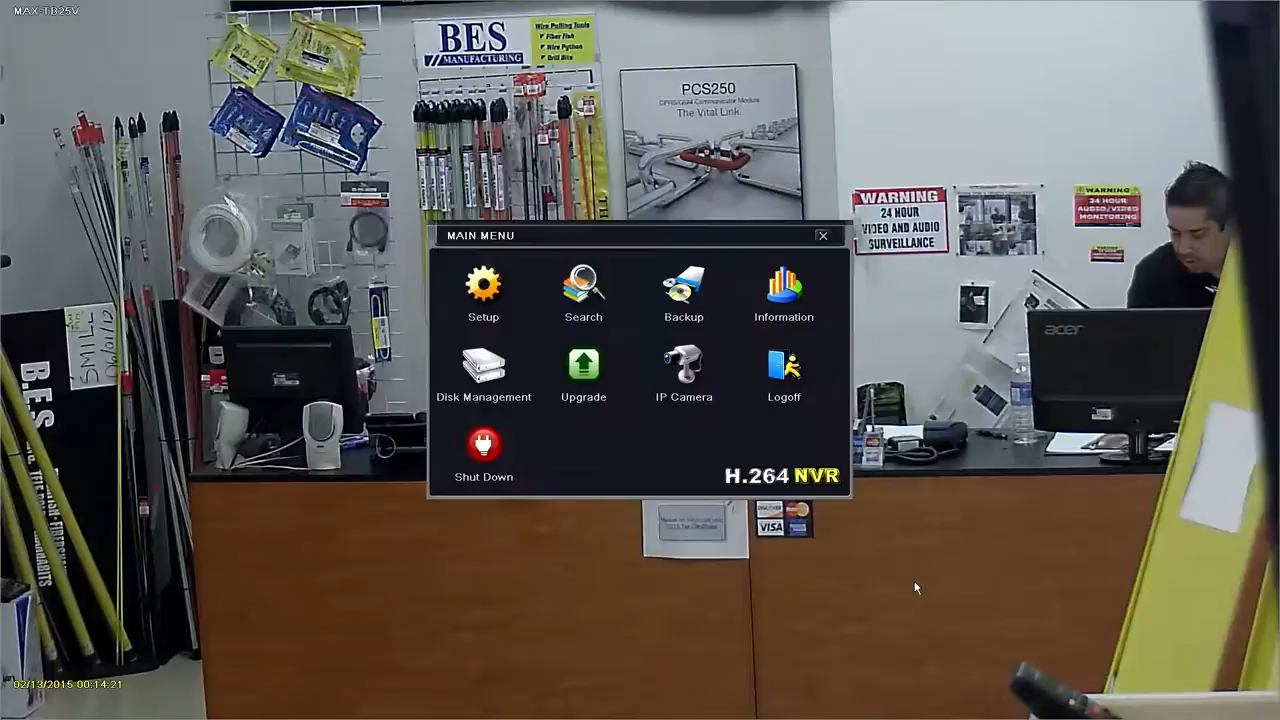 MAX-TB25V
BES
MANUFACTURING
Wire Pulling Tools
Fiber Fish
Wire Python
Drill Bits
PCS250
GPRS/GSM Communicator Module
The Vital Link.
WARNING
24 HOUR
VIDEO AND AUDIO
SURVEILLANCE
WARNING
24 HOUR
AUDIO/VIDEO
MONITORING
MAIN MENU
Setup
Search
Backup
Information
Disk Management
Upgrade
IP Camera
Logoff
Shut Down
H.264 NVR
acer
SMILE
B.E.S
DISCOVER
VISA
02/13/2015 00:14:21